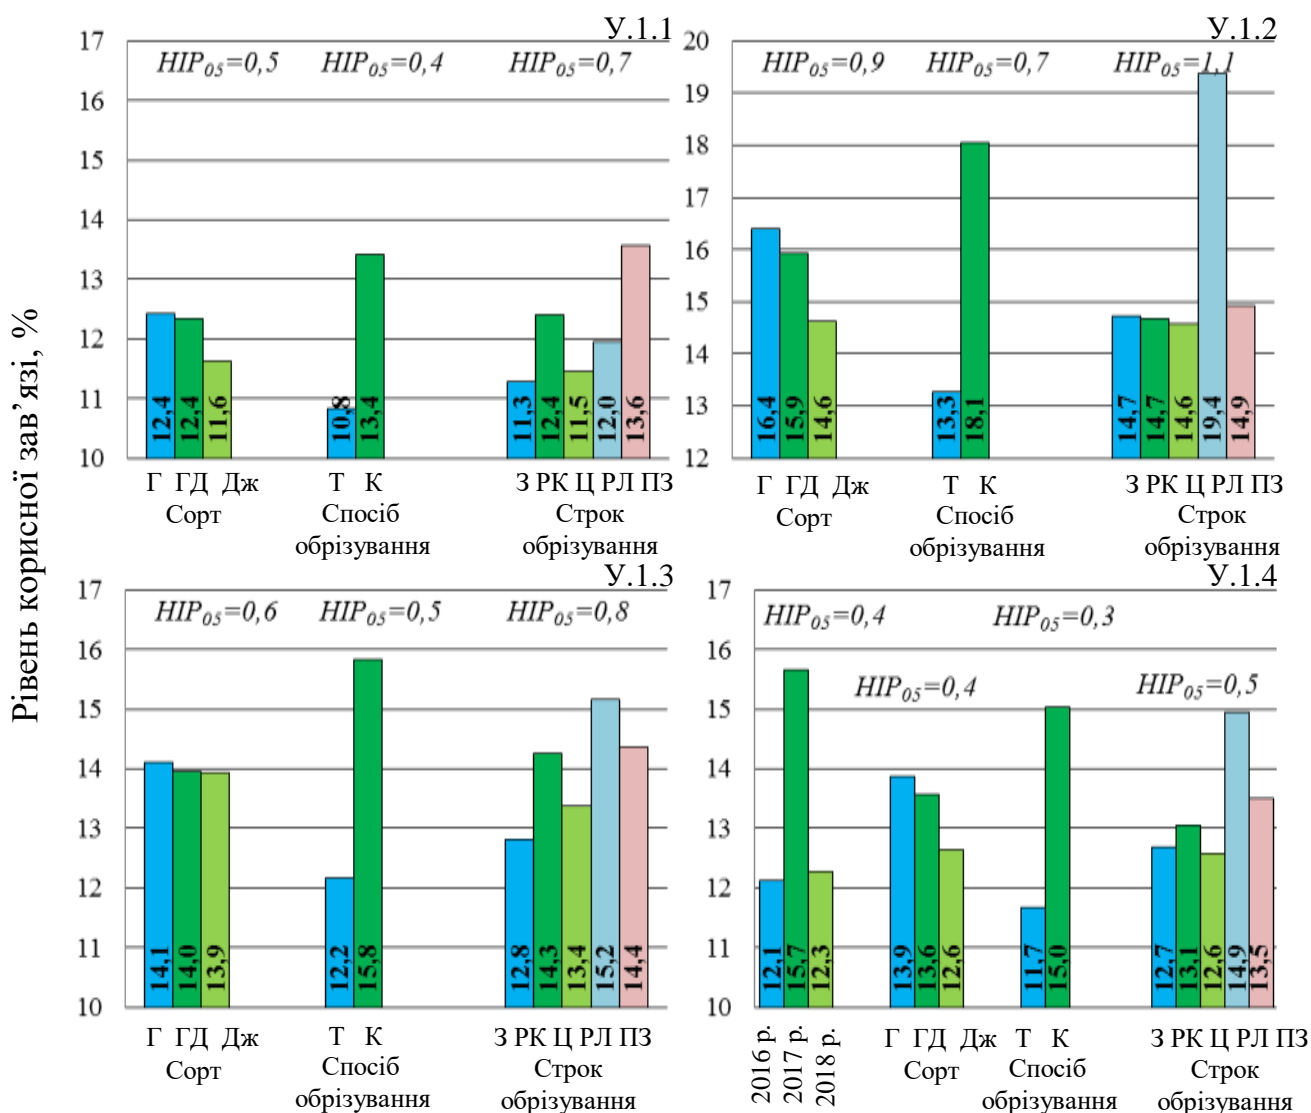 Рівень корисної зав’язі, %
У.1.1
НІР05=0,5 НІР05=0,4 НІР05=0,7
17
16
15
14
13
12
11
10
12,4 12,4 11,6 10,8 13,4 11,3 12,4 11,5 12,0 13,6
Г ГД Дж Т К З РК Ц РЛ ПЗ
Сорт Спосіб Строк
обрізування обрізування
У.1.2
НІР05=0,9 НІР05=0,7 НІР05=1,1
20
19
18
17
16
15
14
13
12
16,4 15,9 14,6 13,3 18,1 14,7 14,7 14,6 19,4 14,9
Г ГД Дж Т К З РК Ц РЛ ПЗ
Сорт Спосіб Строк
обрізування обрізування
У.1.3
НІР05=0,6 НІР05=0,5 НІР05=0,8
17
16
15
14
13
12
11
10
14,1 14,0 13,9 12,2 15,8 12,8 14,3 13,4 15,2 14,4
Г ГД Дж Т К З РК Ц РЛ ПЗ
Сорт Спосіб Строк
обрізування обрізування
У.1.4
НІР05=0,4 НІР05=0,3
НІР05=0,4 НІР05=0,5
17
16
15
14
13
12
11
10
12,1 15,7 12,3 13,9 13,6 12,6 11,7 15,0 12,7 13,1 12,6 14,9 13,5
2016 р. 2017 р. 2018 р. Г ГД Дж Т К З РК Ц РЛ ПЗ
Сорт Спосіб Строк
обрізування обрізування